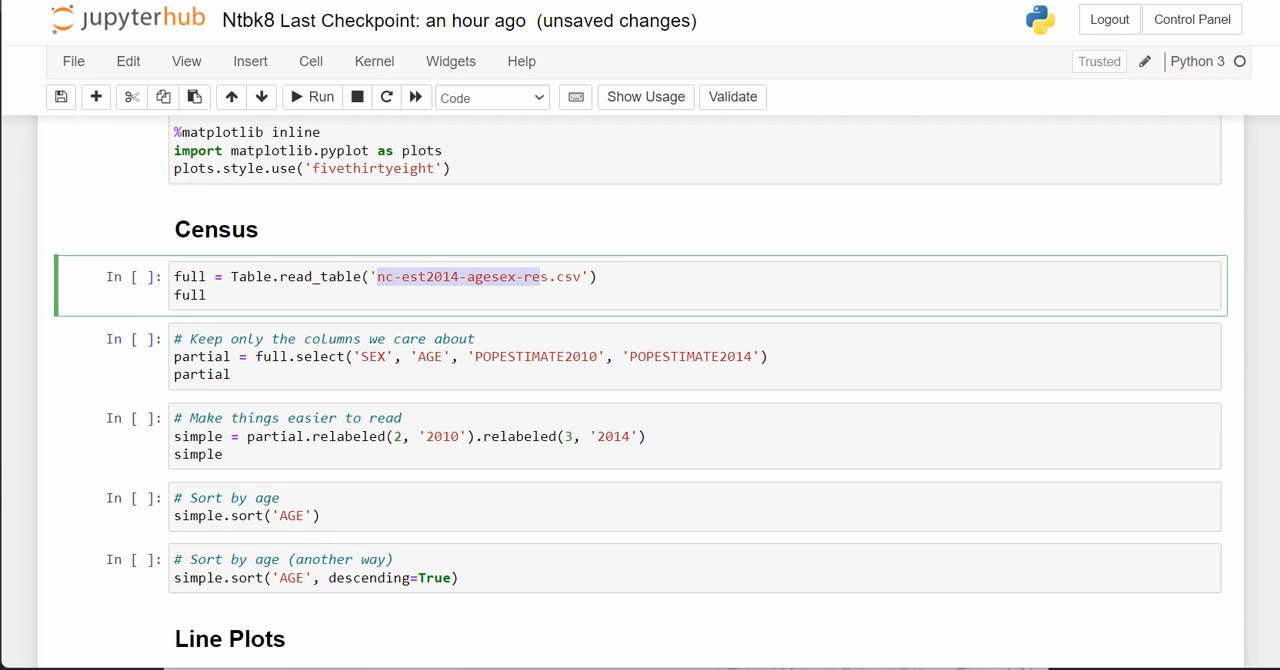 jupyterhub Ntbk8 Last Checkpoint: an hour ago (unsaved changes) Logout Control Panel
File Edit View Insert Cell Kernel Widgets Help Trusted Python 3
Run Code Show Usage Validate
%matplotlib inline
import matplotlib.pyplot as plots
plots.style.use('fivethirtyeight')
Census
In [ ]: full = Table.read_table('nc-est2014-agesex-res.csv')
full
In [ ]: # Keep only the columns we care about
partial = full.select('SEX', 'AGE', 'POPESTIMATE2010', 'POPESTIMATE2014')
partial
In [ ]: # Make things easier to read
simple = partial.relabeled(2, '2010').relabeled(3, '2014')
simple
In [ ]: # Sort by age
simple.sort('AGE')
In [ ]: # Sort by age (another way)
simple.sort('AGE', descending=True)
Line Plots